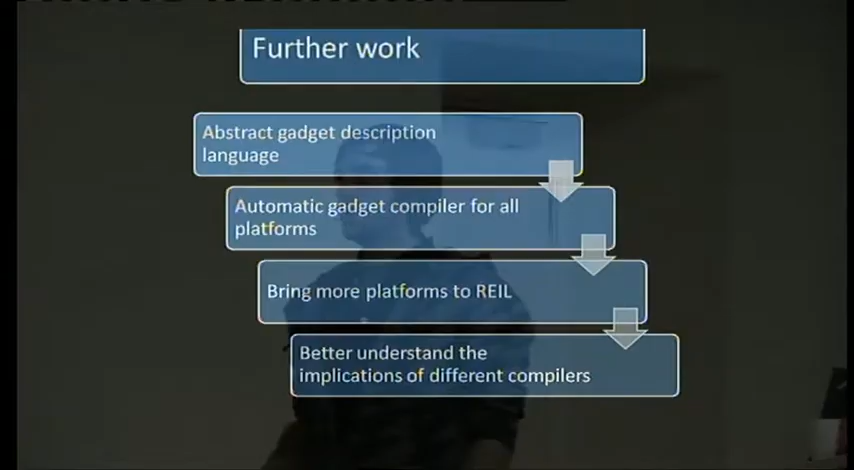 Further work
Abstract gadget description
language
Automatic gadget compiler for all
platforms
Bring more platforms to REIL
Better understand the
implications of different compilers